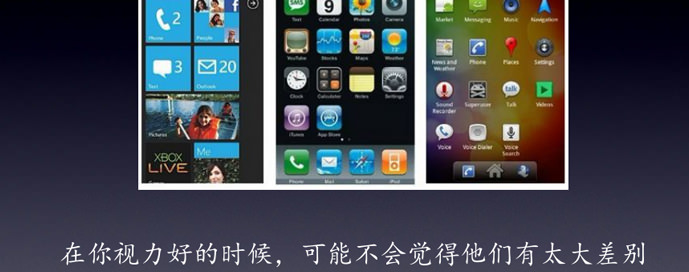 2
Phone
People
3
20
Text
Outlook
Pictures
XBOX
LIVE
Me
9
Text
Calendar
Photos
Camera
YouTube
Stocks
Maps
Weather
Clock
Calculator
Notes
Settings
iTunes
App Store
Phone
Mail
Safari
iPod
Market
Messaging
Music
Navigation
News and
Weather
Phone
Places
Settings
Sound
Recorder
Superuser
Talk
Videos
Voice
Voice Dialer
Voice
Search
在你视力好的时候，可能不会觉得他们有太大差别